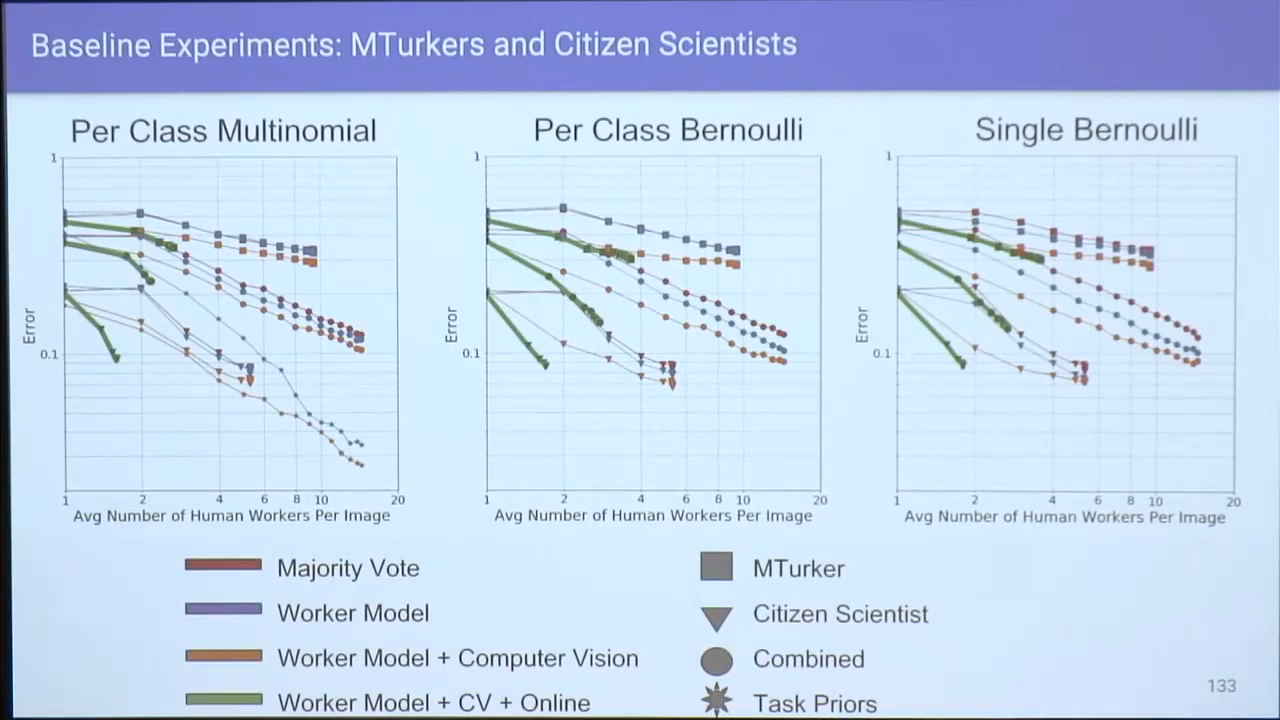 Baseline Experiments: MTurkers and Citizen Scientists
Per Class Multinomial
Per Class Bernoulli
Single Bernoulli
1
0.1
Error
1 2 4 6 8 10 20
Avg Number of Human Workers Per Image
1
0.1
Error
1 2 4 6 8 10 20
Avg Number of Human Workers Per Image
1
0.1
Error
1 2 4 6 8 10 20
Avg Number of Human Workers Per Image
Majority Vote
Worker Model
Worker Model + Computer Vision
Worker Model + CV + Online
MTurker
Citizen Scientist
Combined
Task Priors
133